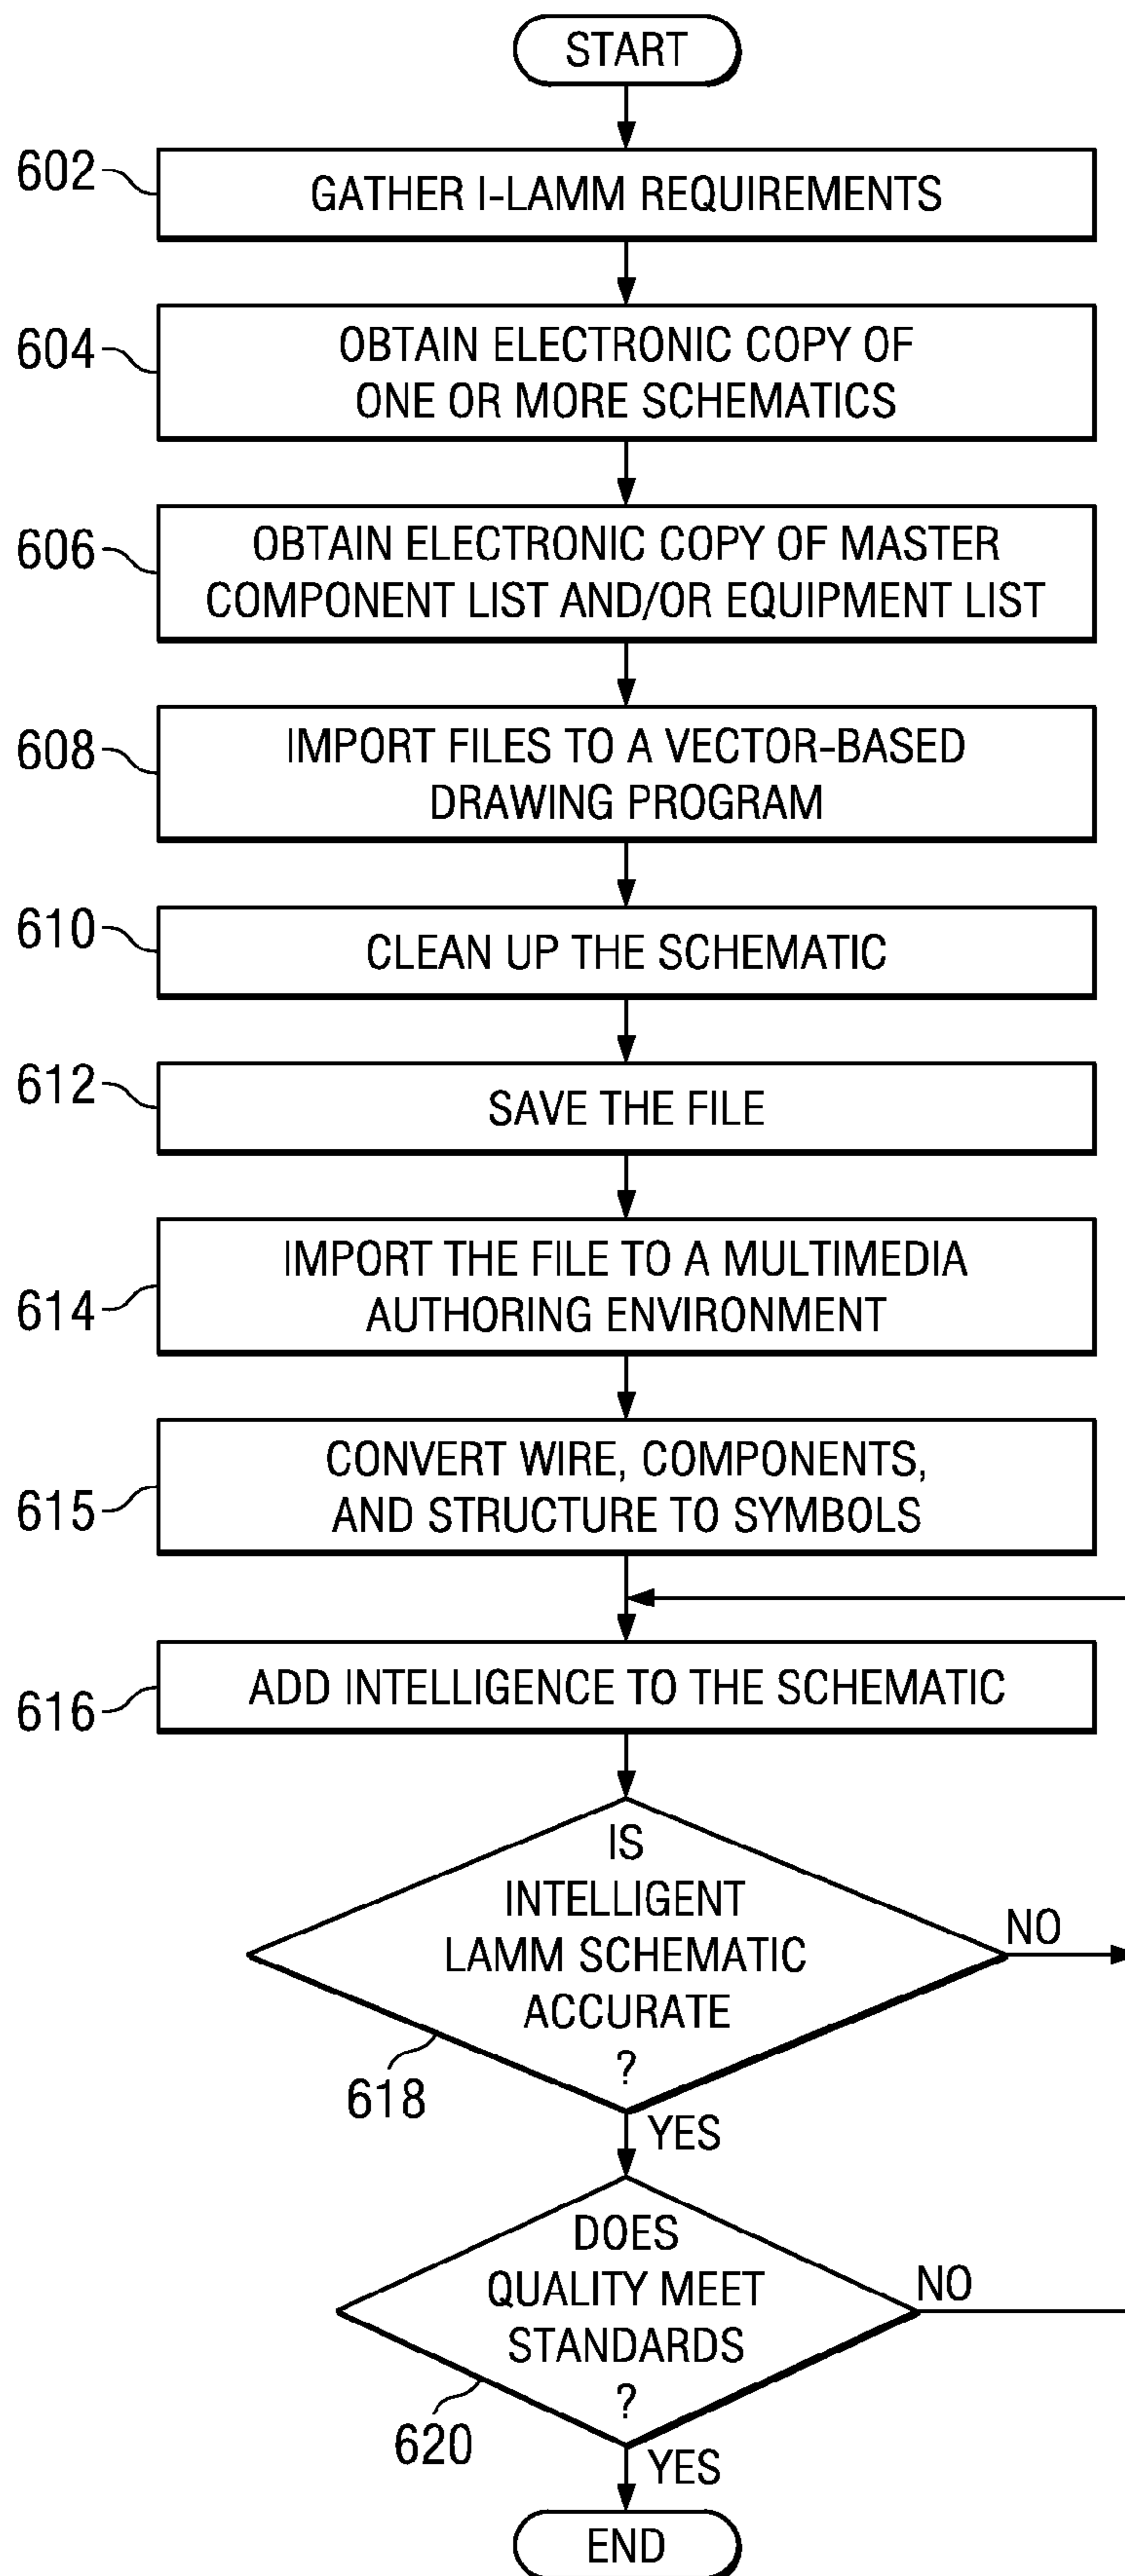 START
602
GATHER I-LAMM REQUIREMENTS
604
OBTAIN ELECTRONIC COPY OF
ONE OR MORE SCHEMATICS
606
OBTAIN ELECTRONIC COPY OF MASTER
COMPONENT LIST AND/OR EQUIPMENT LIST
608
IMPORT FILES TO A VECTOR-BASED
DRAWING PROGRAM
610
CLEAN UP THE SCHEMATIC
612
SAVE THE FILE
614
IMPORT THE FILE TO A MULTIMEDIA
AUTHORING ENVIRONMENT
615
CONVERT WIRE, COMPONENTS,
AND STRUCTURE TO SYMBOLS
616
ADD INTELLIGENCE TO THE SCHEMATIC
IS
INTELLIGENT
LAMM SCHEMATIC
ACCURATE
?
NO
618
YES
DOES
QUALITY MEET
STANDARDS
?
NO
620
YES
END